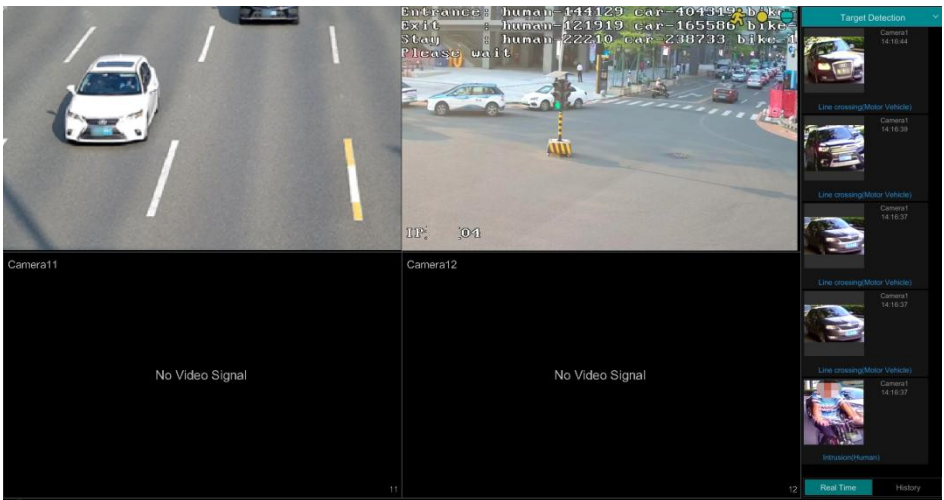 Entrance: human-144129 car-404319 bike-
Exit : human-121919 car-165586 bike-1
Stay : human-22210 car-238733 bike-
Please wait
IP 04
Camera11
No Video Signal
11
Camera12
No Video Signal
12
Target Detection
Camera1
14:16:44
Line crossing(Motor Vehicle)
Camera1
14:16:39
Line crossing(Motor Vehicle)
Camera1
14:16:37
Line crossing(Motor Vehicle)
Camera1
14:16:37
Line crossing(Motor Vehicle)
Camera1
14:16:37
Intrusion(Human)
Real Time
History